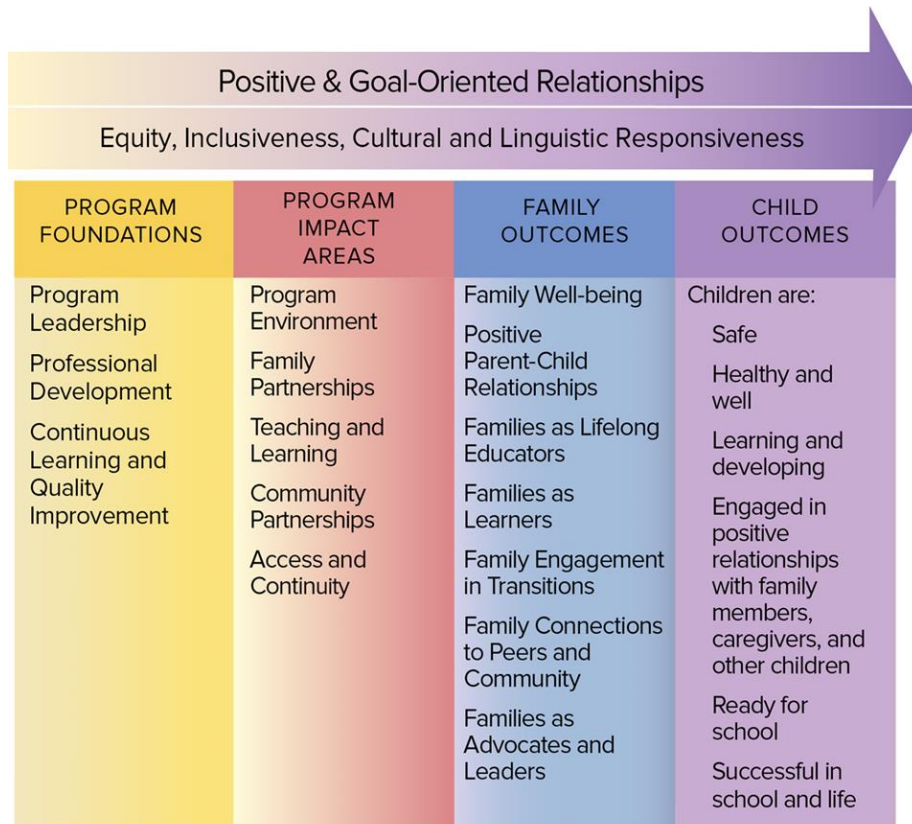 Positive & Goal-Oriented Relationships
Equity, Inclusiveness, Cultural and Linguistic Responsiveness
PROGRAM
FOUNDATIONS
Program
Leadership
Professional
Development
Continuous
Learning and
Quality
Improvement
PROGRAM
IMPACT
AREAS
Program
Environment
Family
Partnerships
Teaching and
Learning
Community
Partnerships
Access and
Continuity
FAMILY
OUTCOMES
Family Well-being
Positive
Parent-Child
Relationships
Families as Lifelong
Educators
Families as
Learners
Family Engagement
in Transitions
Family Connections
to Peers and
Community
Families as
Advocates and
Leaders
CHILD
OUTCOMES
Children are:
Safe
Healthy and
well
Learning and
developing
Engaged in
positive
relationships
with family
members,
caregivers, and
other children
Ready for
school
Successful in
school and life